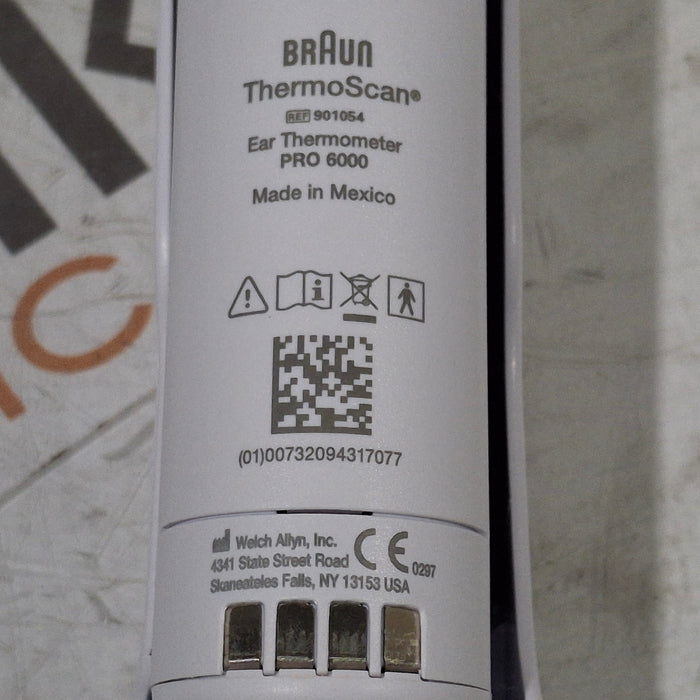 BRAUN
ThermoScan®
REF 901054
Ear Thermometer
PRO 6000
Made in Mexico
(01)00732094317077
Welch Allyn, Inc.
4341 State Street Road
Skaneateles Falls, NY 13153 USA
CE 0297